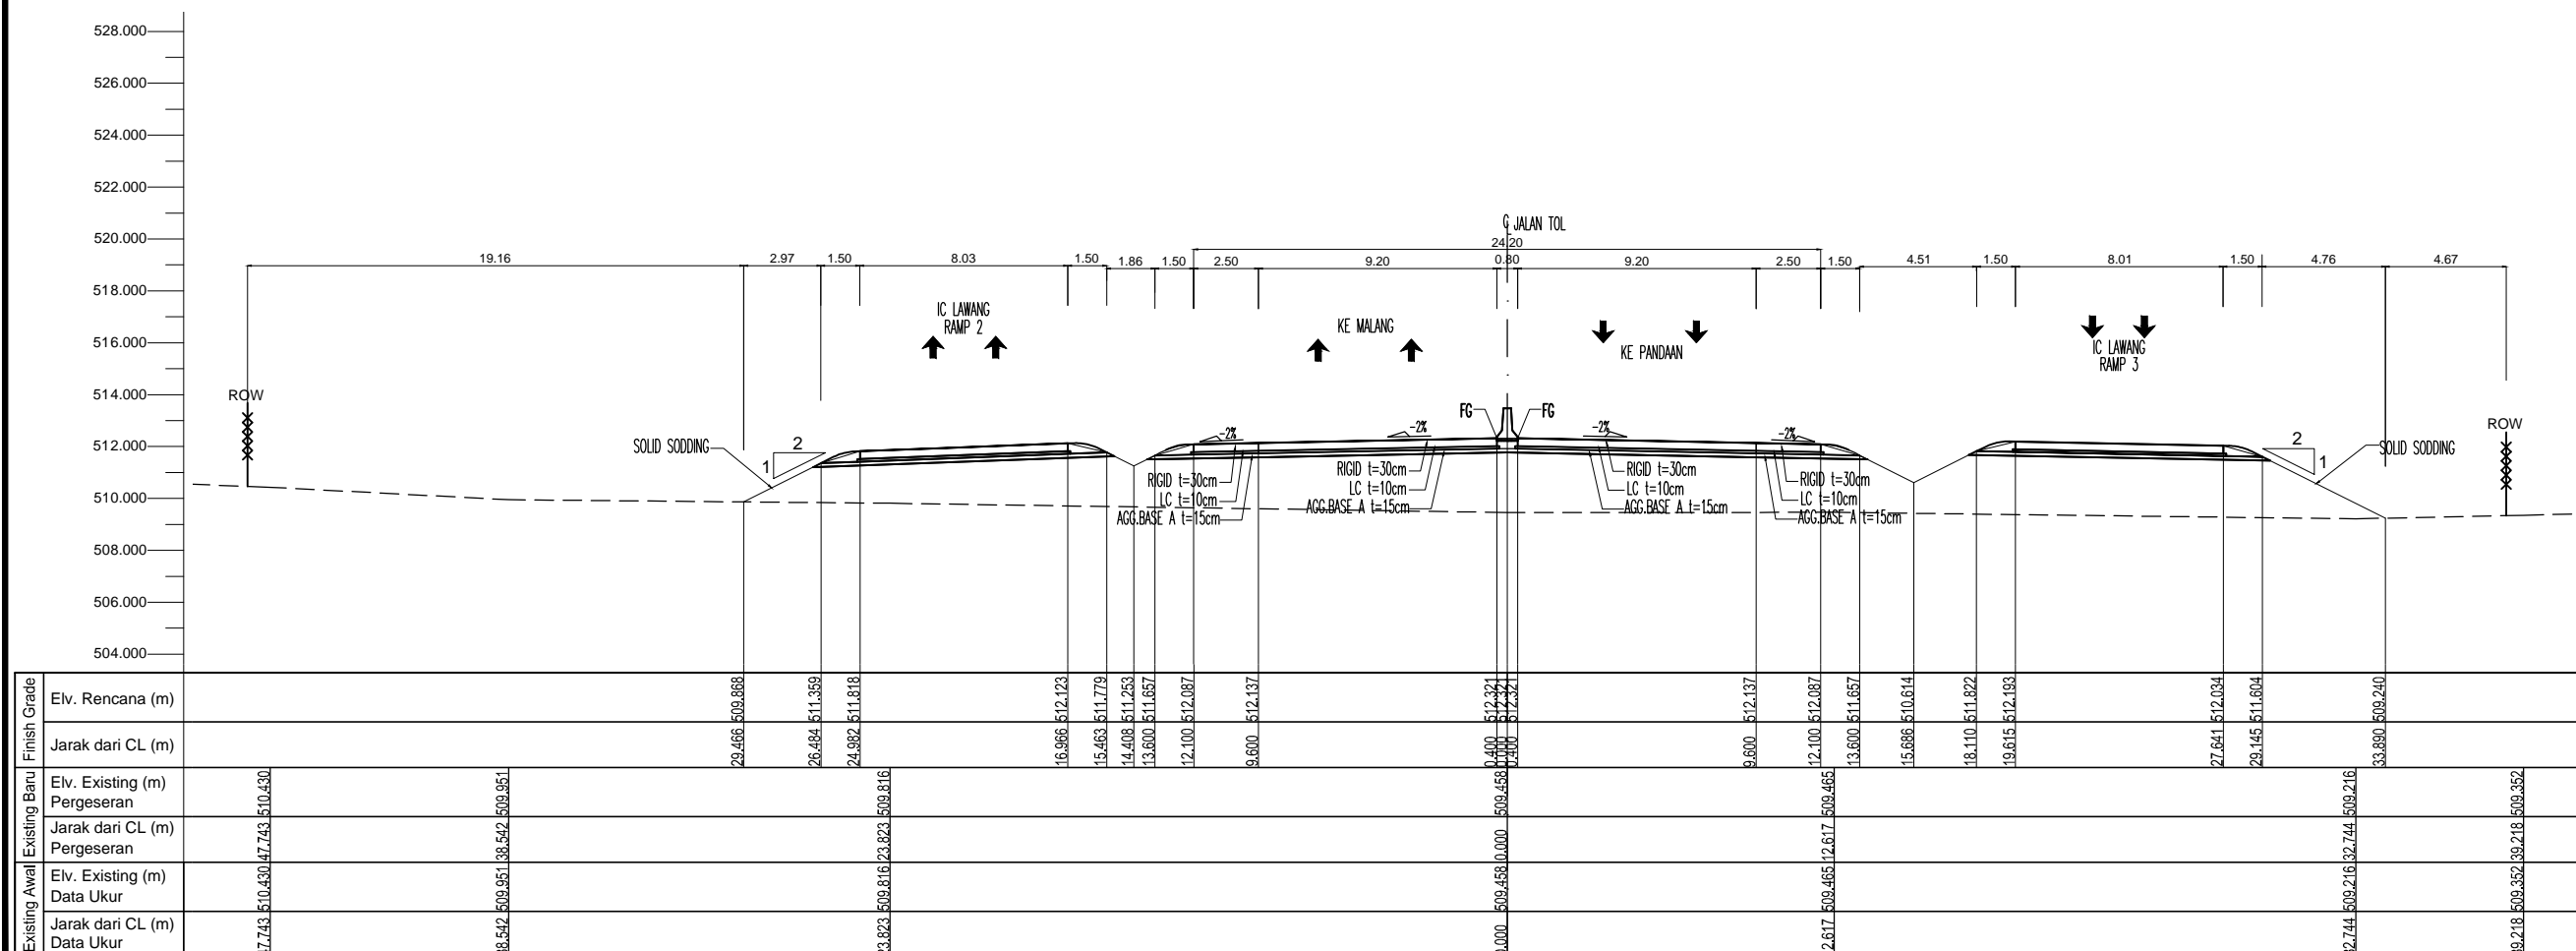 528.000
526.000
524.000
522.000
520.000
518.000
516.000
514.000
512.000
510.000
508.000
506.000
504.000
CL JALAN TOL
24.20
19.16 2.97 1.50 8.03 1.50 1.86 1.50 2.50 9.20 0.80 9.20 2.50 1.50 4.51 1.50 8.01 1.50 4.76 4.67
IC LAWANG
RAMP 2
KE MALANG
KE PANDAAN
IC LAWANG
RAMP 3
ROW
SOLID SODDING
2
1
-2%
-2%
FG
FG
-2%
-2%
2
1
SOLID SODDING
ROW
RIGID t=30cm
LC t=10cm
AGG.BASE A t=15cm
RIGID t=30cm
LC t=10cm
AGG.BASE A t=15cm
RIGID t=30cm
LC t=10cm
AGG.BASE A t=15cm
RIGID t=30cm
LC t=10cm
AGG.BASE A t=15cm
Finish Grade
Elv. Rencana (m)
509.868 511.359 511.818 512.123 511.779 511.253 511.657 512.087 512.137 512.321 512.321 512.321 512.137 512.087 511.657 510.614 511.822 512.193 512.034 511.604 509.240
Jarak dari CL (m)
29.466 26.484 24.982 16.966 15.463 14.408 13.600 12.100 9.600 0.400 0.000 0.400 9.600 12.100 13.600 15.686 18.110 19.615 27.641 29.145 33.890
Existing Baru
Elv. Existing (m)
Pergeseran
510.430 509.951 509.816 509.458 509.465 509.216 509.352
Jarak dari CL (m)
Pergeseran
47.743 38.542 23.823 0.000 12.617 32.744 39.218
Existing Awal
Elv. Existing (m)
Data Ukur
510.430 509.951 509.816 509.458 509.465 509.216 509.352
Jarak dari CL (m)
Data Ukur